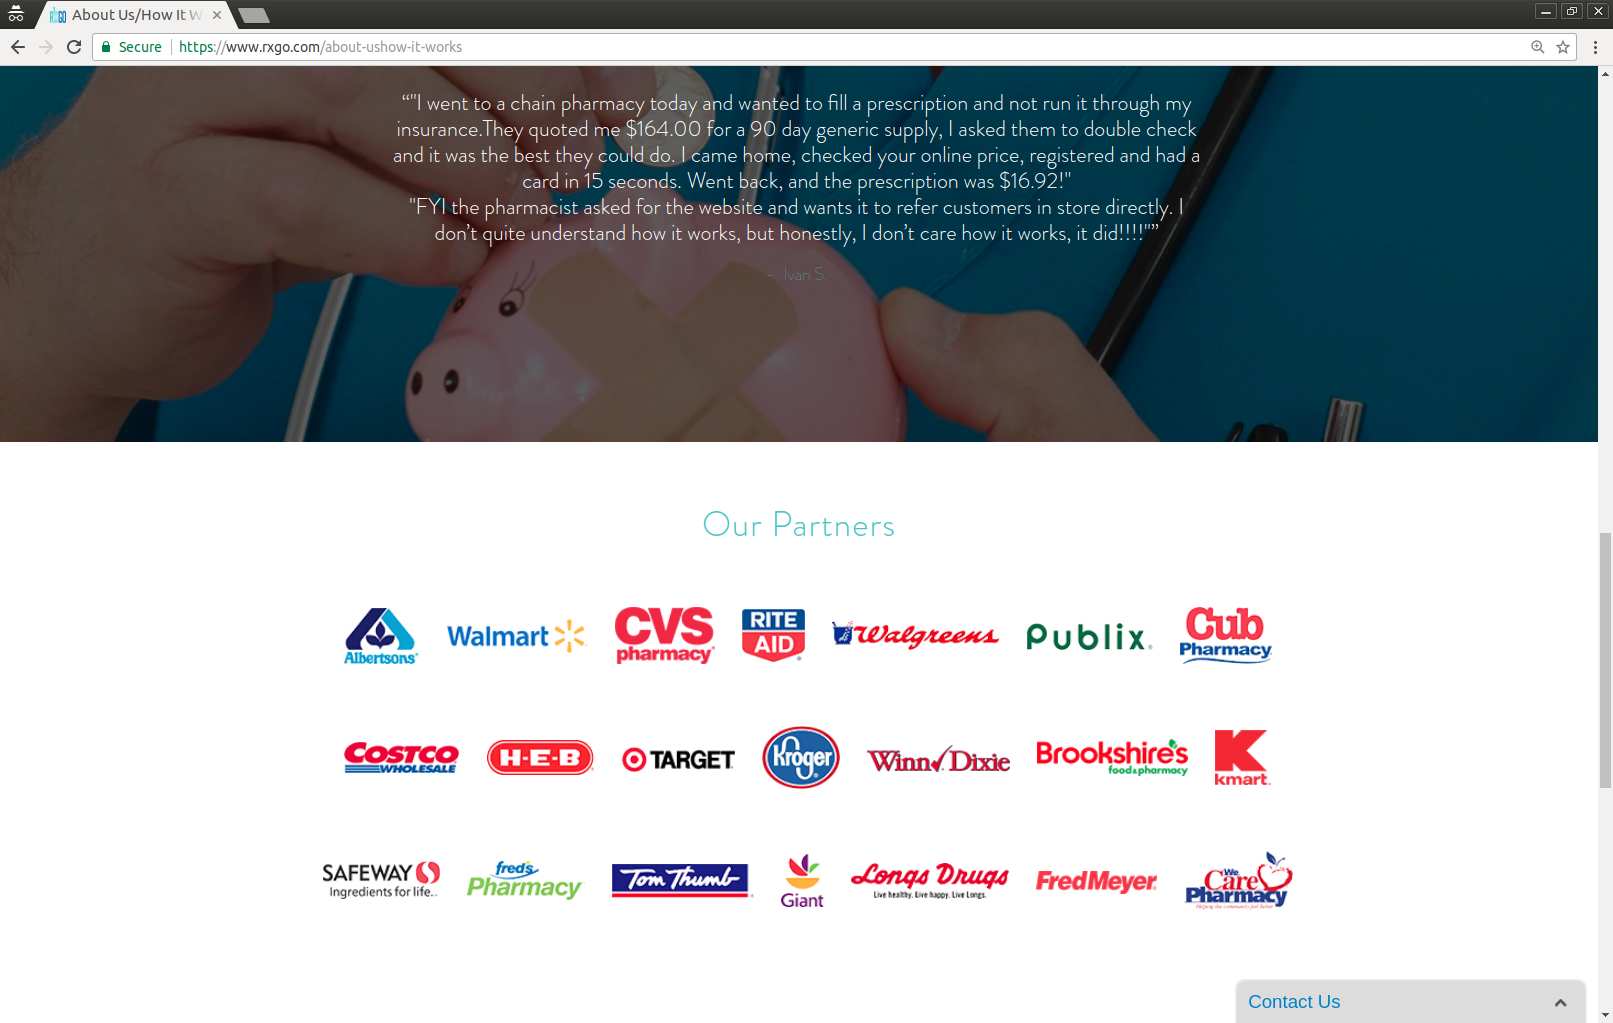 About Us/How It W
Secure
https://www.rxgo.com/about-ushow-it-works
“"I went to a chain pharmacy today and wanted to fill a prescription and not run it through my
insurance.They quoted me $164.00 for a 90 day generic supply, I asked them to double check
and it was the best they could do. I came home, checked your online price, registered and had a
card in 15 seconds. Went back, and the prescription was $16.92!"
"FYI the pharmacist asked for the website and wants it to refer customers in store directly. I
don’t quite understand how it works, but honestly, I don’t care how it works, it did!!!!"”
- Ivan S.
Our Partners
Albertsons
Walmart
CVS
pharmacy
RITE
AID
Walgreens
Publix.
Cub
Pharmacy
COSTCO
WHOLESALE
H-E-B
TARGET
Kroger
Winn Dixie
Brookshire's
food & pharmacy
kmart
SAFEWAY
Ingredients for life..
fred's
Pharmacy
Tom Thumb
Giant
Longs Drugs
Live healthy. Live happy. Live Longs.
FredMeyer
We
Care
Pharmacy
Contact Us